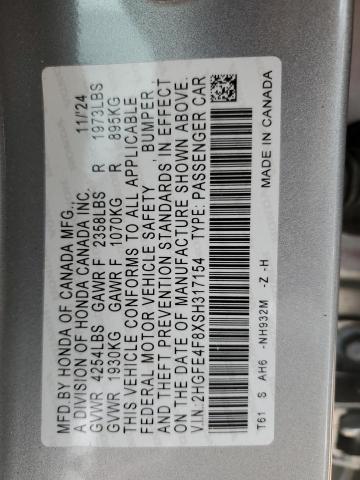 MFD.BY HONDA OF CANADA MFG., 11/'24
A DIVISION OF HONDA CANADA INC.
GVWR 4254LBS GAWR F 2358LBS R 1973LBS
GVWR 1930KG GAWR F 1070KG R 895KG
THIS VEHICLE CONFORMS TO ALL APPLICABLE
FEDERAL MOTOR VEHICLE SAFETY, BUMPER,
AND THEFT PREVENTION STANDARDS IN EFFECT
ON THE DATE OF MANUFACTURE SHOWN ABOVE.
V.I.N.:2HGFE4F8XSH317154 TYPE: PASSENGER CAR
T61 S AH6 -NH932M -Z -H MADE IN CANADA